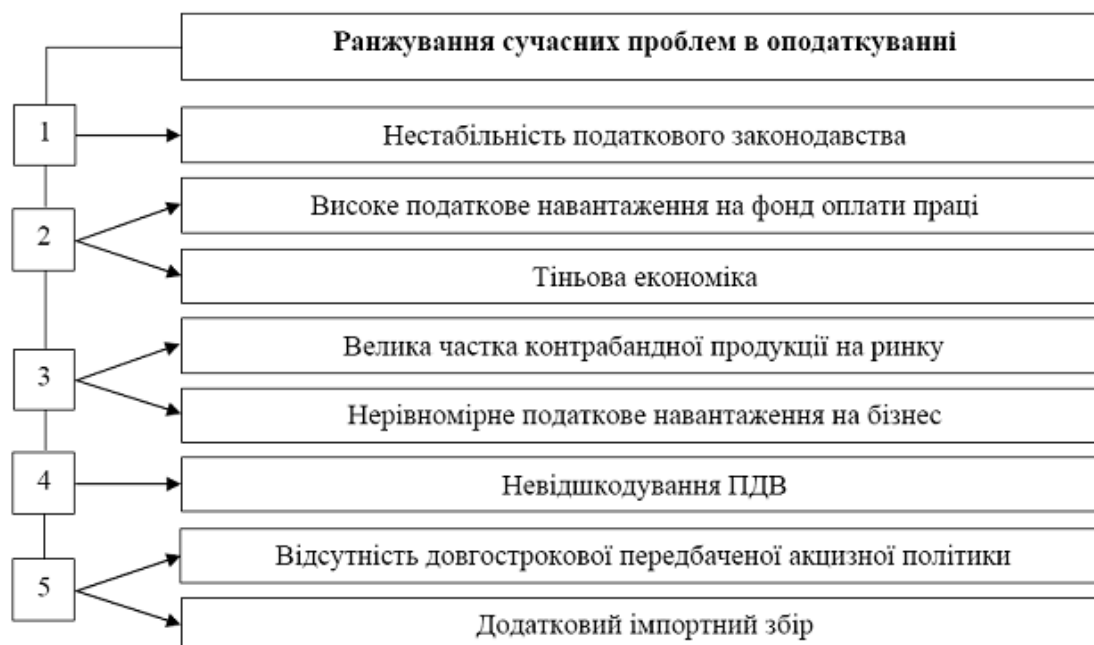 Ранжування сучасних проблем в оподаткуванні
1
Нестабільність податкового законодавства
2
Високе податкове навантаження на фонд оплати праці
Тіньова економіка
3
Велика частка контрабандної продукції на ринку
Нерівномірне податкове навантаження на бізнес
4
Невідшкодування ПДВ
5
Відсутність довгострокової передбаченої акцизної політики
Додатковий імпортний збір